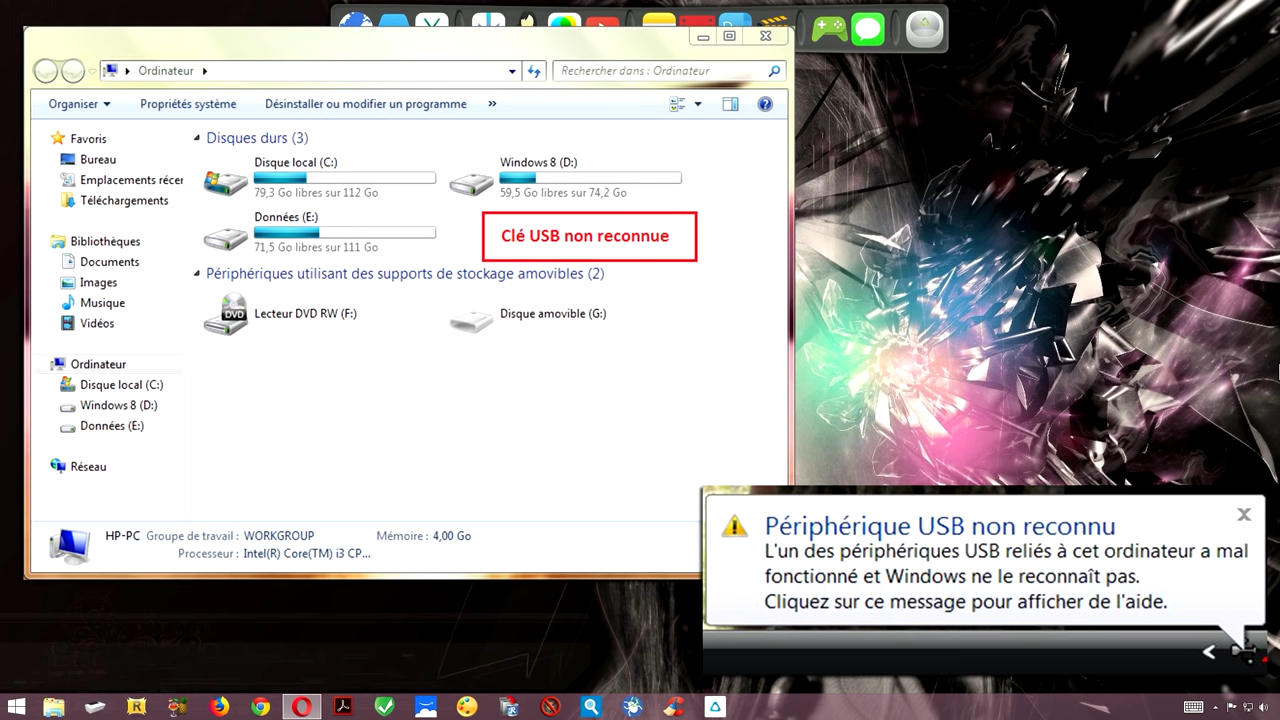 Ordinateur
Rechercher dans : Ordinateur
Organiser
Propriétés système
Désinstaller ou modifier un programme
»
Favoris
Bureau
Emplacements récer
Téléchargements
Bibliothèques
Documents
Images
Musique
Vidéos
Ordinateur
Disque local (C:)
Windows 8 (D:)
Données (E:)
Réseau
Disques durs (3)
Disque local (C:)
79,3 Go libres sur 112 Go
Windows 8 (D:)
59,5 Go libres sur 74,2 Go
Données (E:)
71,5 Go libres sur 111 Go
Clé USB non reconnue
Périphériques utilisant des supports de stockage amovibles (2)
DVD
Lecteur DVD RW (F:)
Disque amovible (G:)
HP-PC Groupe de travail : WORKGROUP Mémoire : 4,00 Go
Processeur : Intel(R) Core(TM) i3 CP...
Périphérique USB non reconnu
L'un des périphériques USB reliés à cet ordinateur a mal
fonctionné et Windows ne le reconnaît pas.
Cliquez sur ce message pour afficher de l'aide.